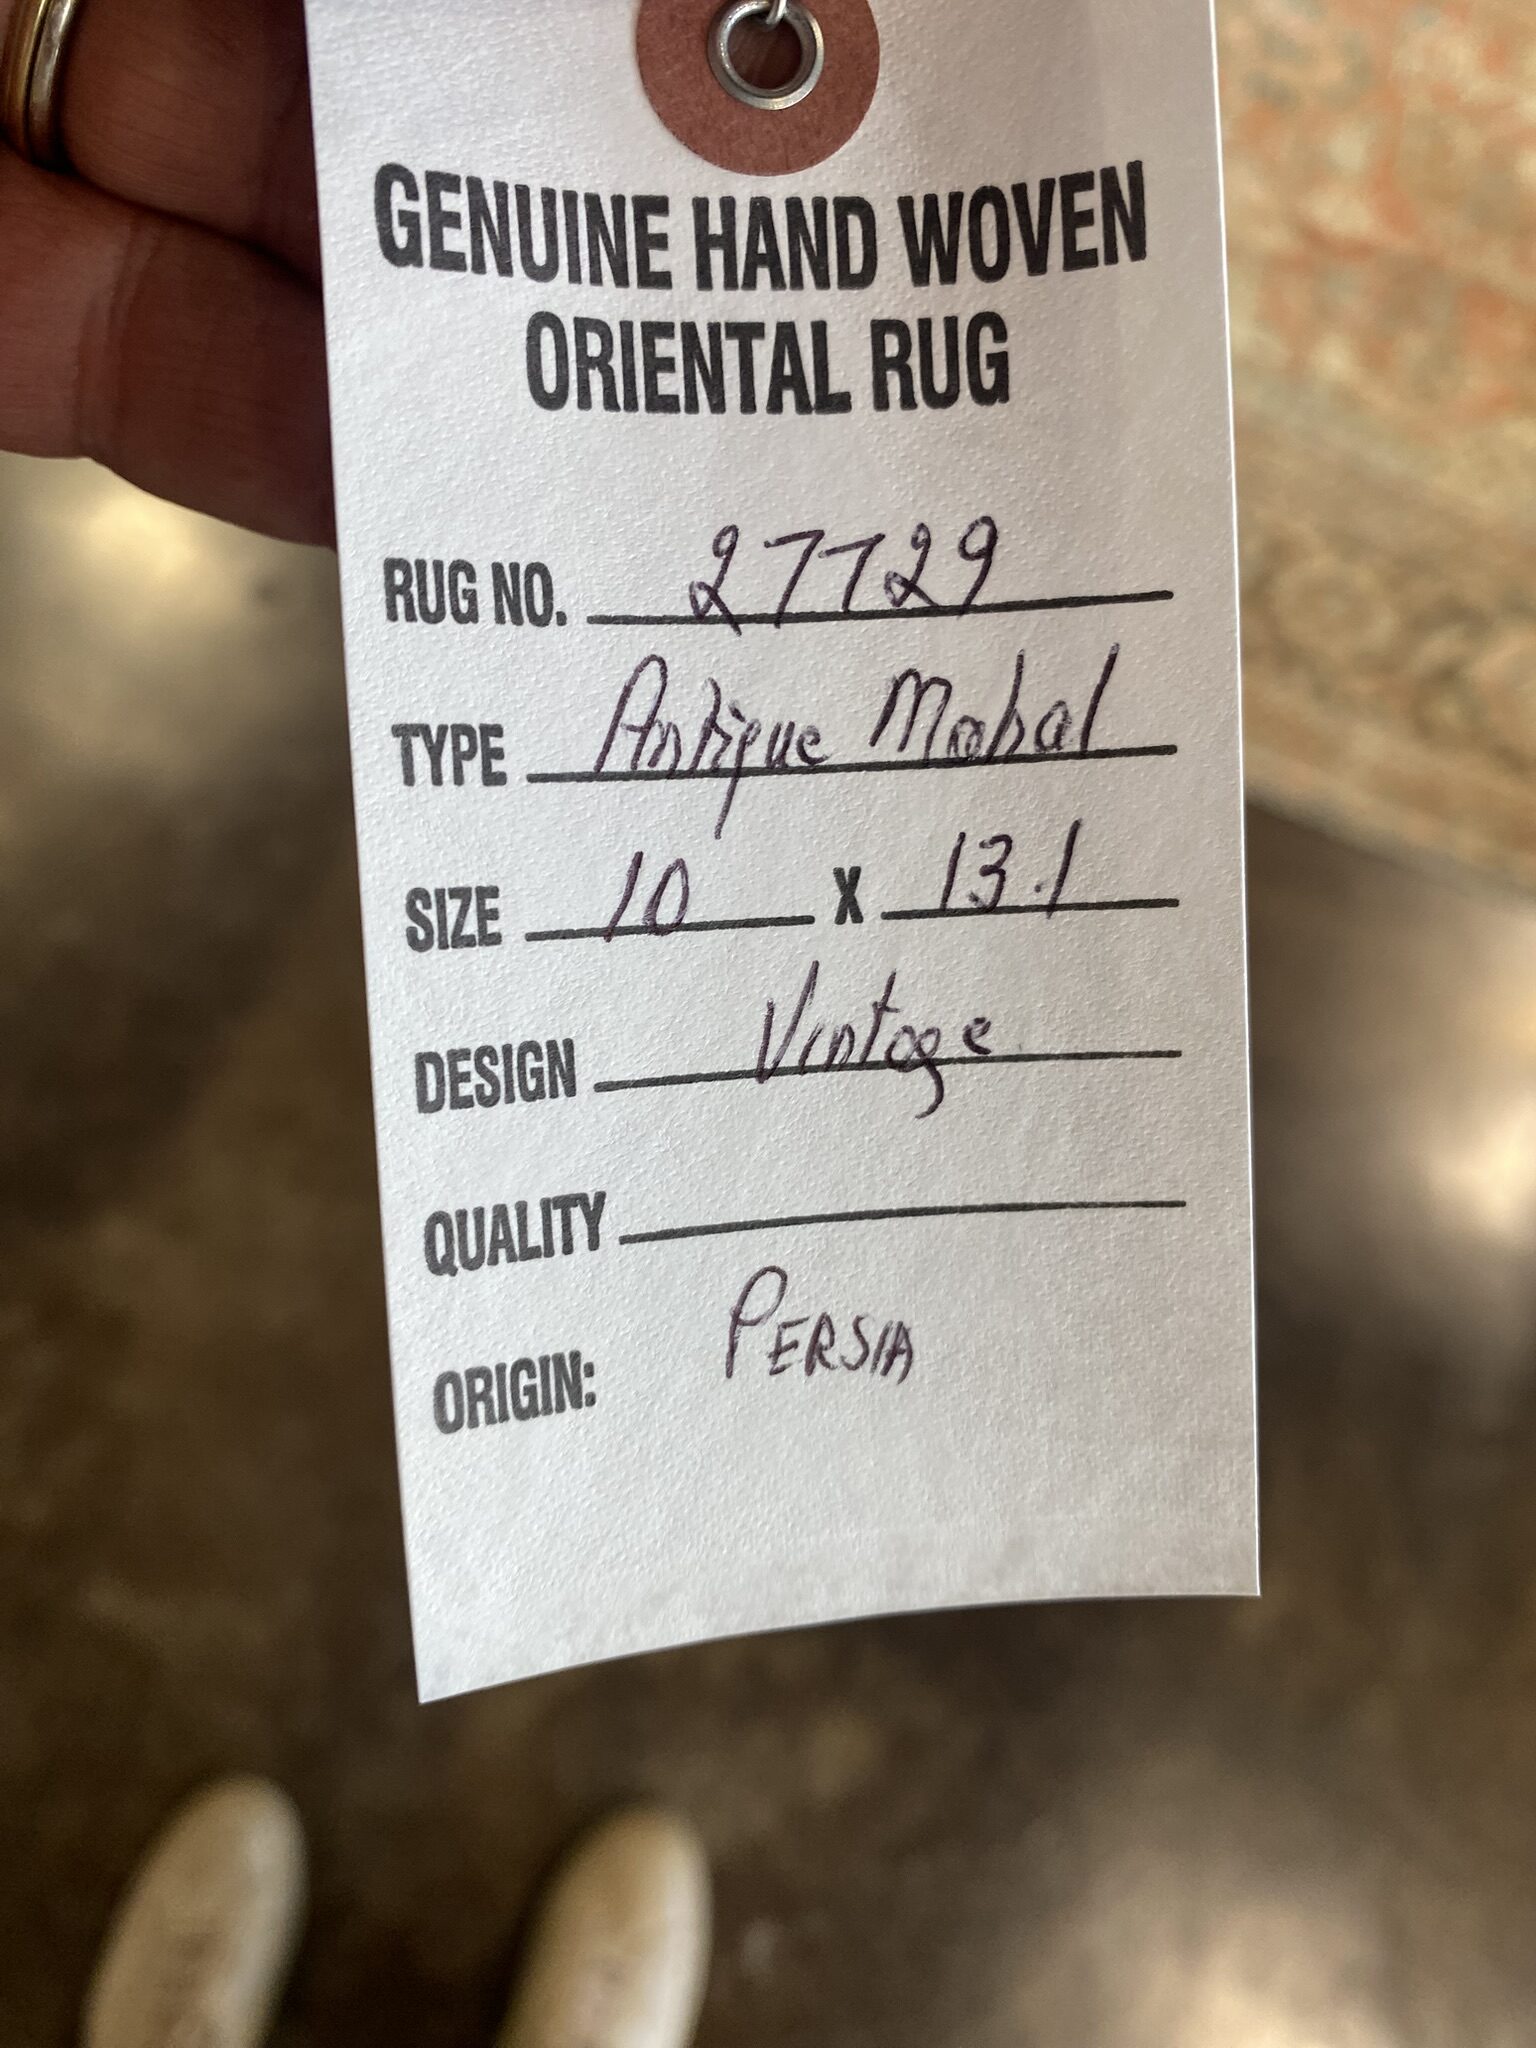 GENUINE HAND WOVEN
ORIENTAL RUG
RUG NO. 27729
TYPE Antique Mahal
SIZE 10 X 13.1
DESIGN Vintage
QUALITY
ORIGIN: PERSIA